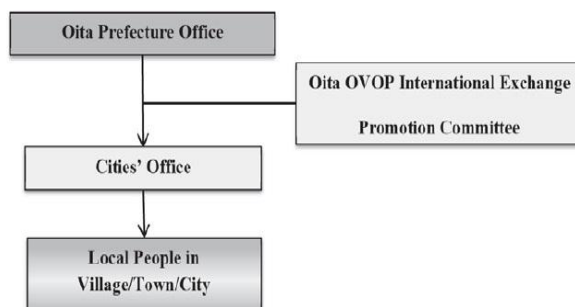 Oita Prefecture Office
Oita OVOP International Exchange
Promotion Committee
Cities' Office
Local People in
Village/Town/City